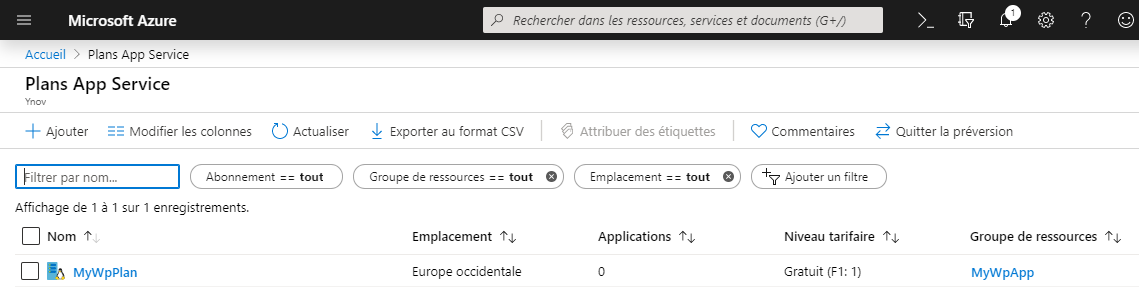 Microsoft Azure
Rechercher dans les ressources, services et documents (G+/)
1
Accueil > Plans App Service
Plans App Service
Ynov
Ajouter Modifier les colonnes Actualiser Exporter au format CSV Attribuer des étiquettes Commentaires Quitter la préversion
Filtrer par nom... Abonnement == tout Groupe de ressources == tout Emplacement == tout Ajouter un filtre
Affichage de 1 à 1 sur 1 enregistrements.
Nom Emplacement Applications Niveau tarifaire Groupe de ressources
MyWpPlan Europe occidentale 0 Gratuit (F1: 1) MyWpApp